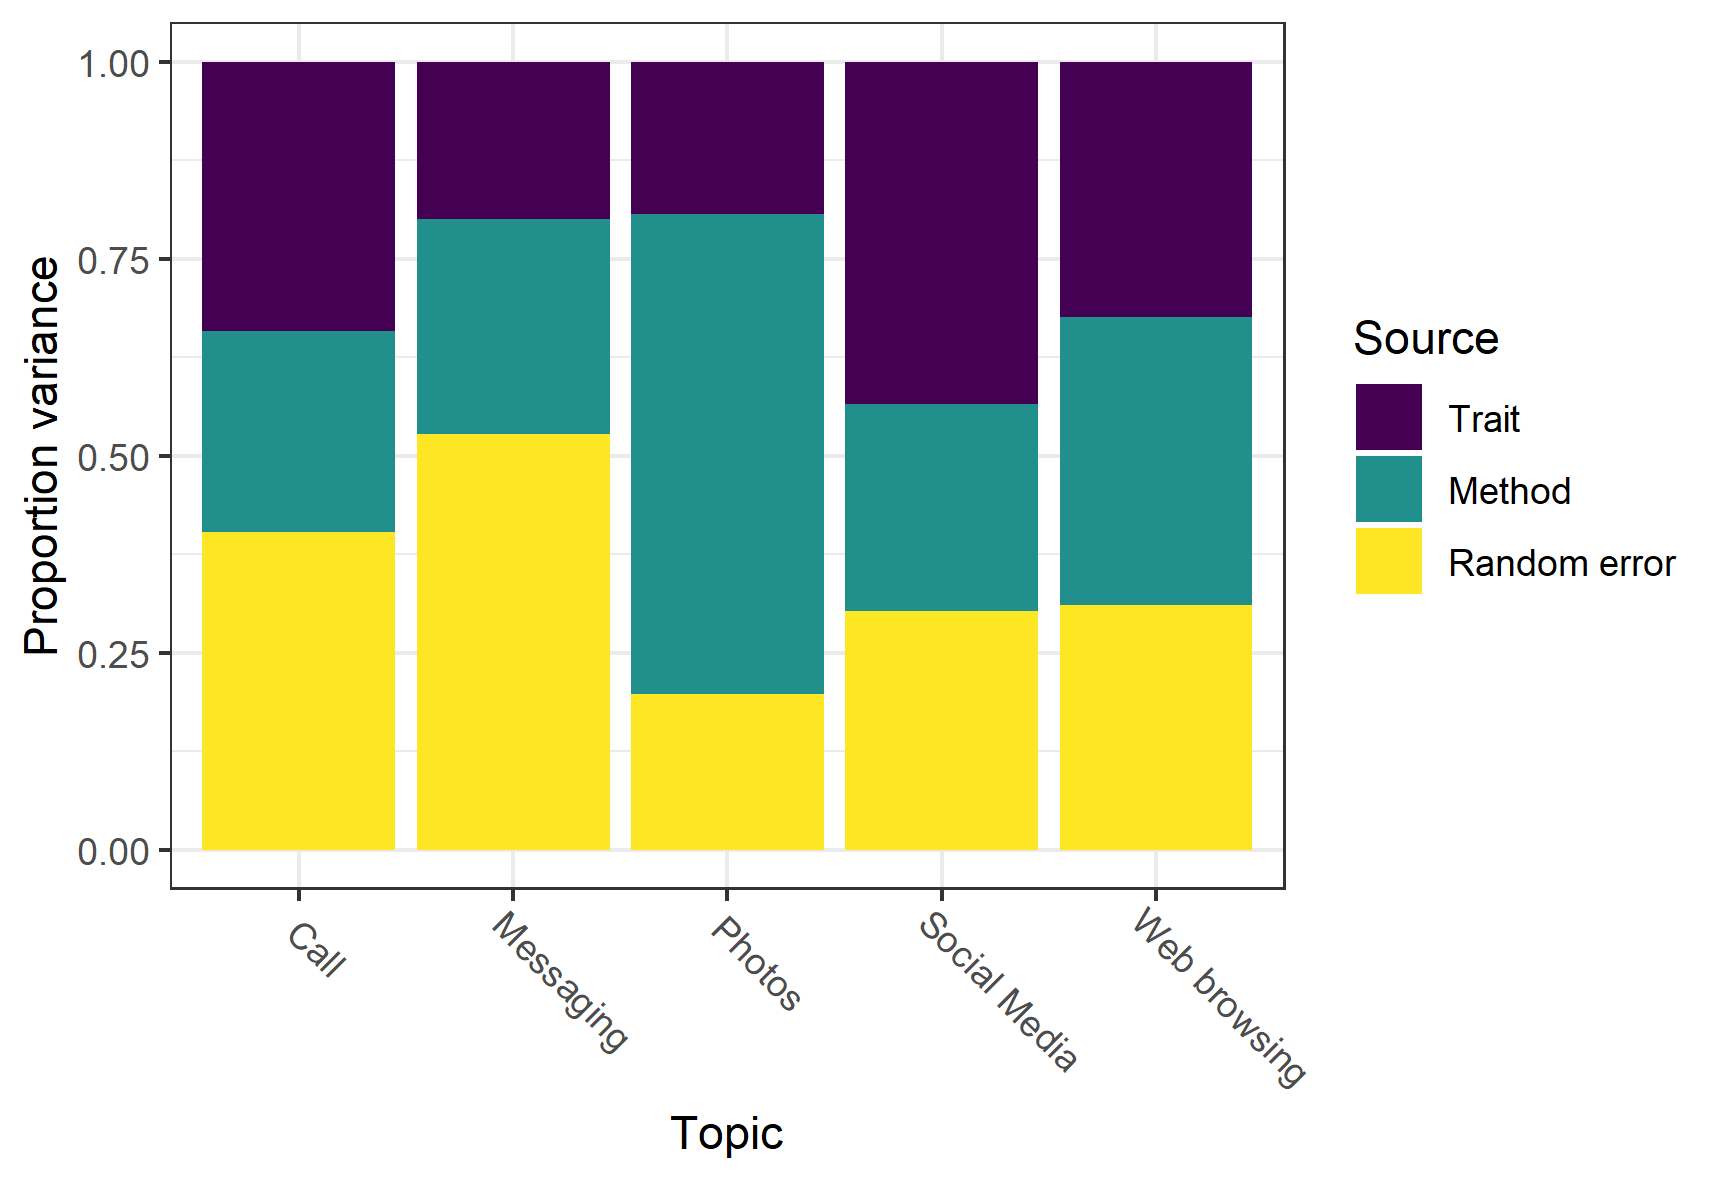 Proportion variance
1.00
0.75
0.50
0.25
0.00
Call
Messaging
Photos
Social Media
Web browsing
Topic
Source
Trait
Method
Random error